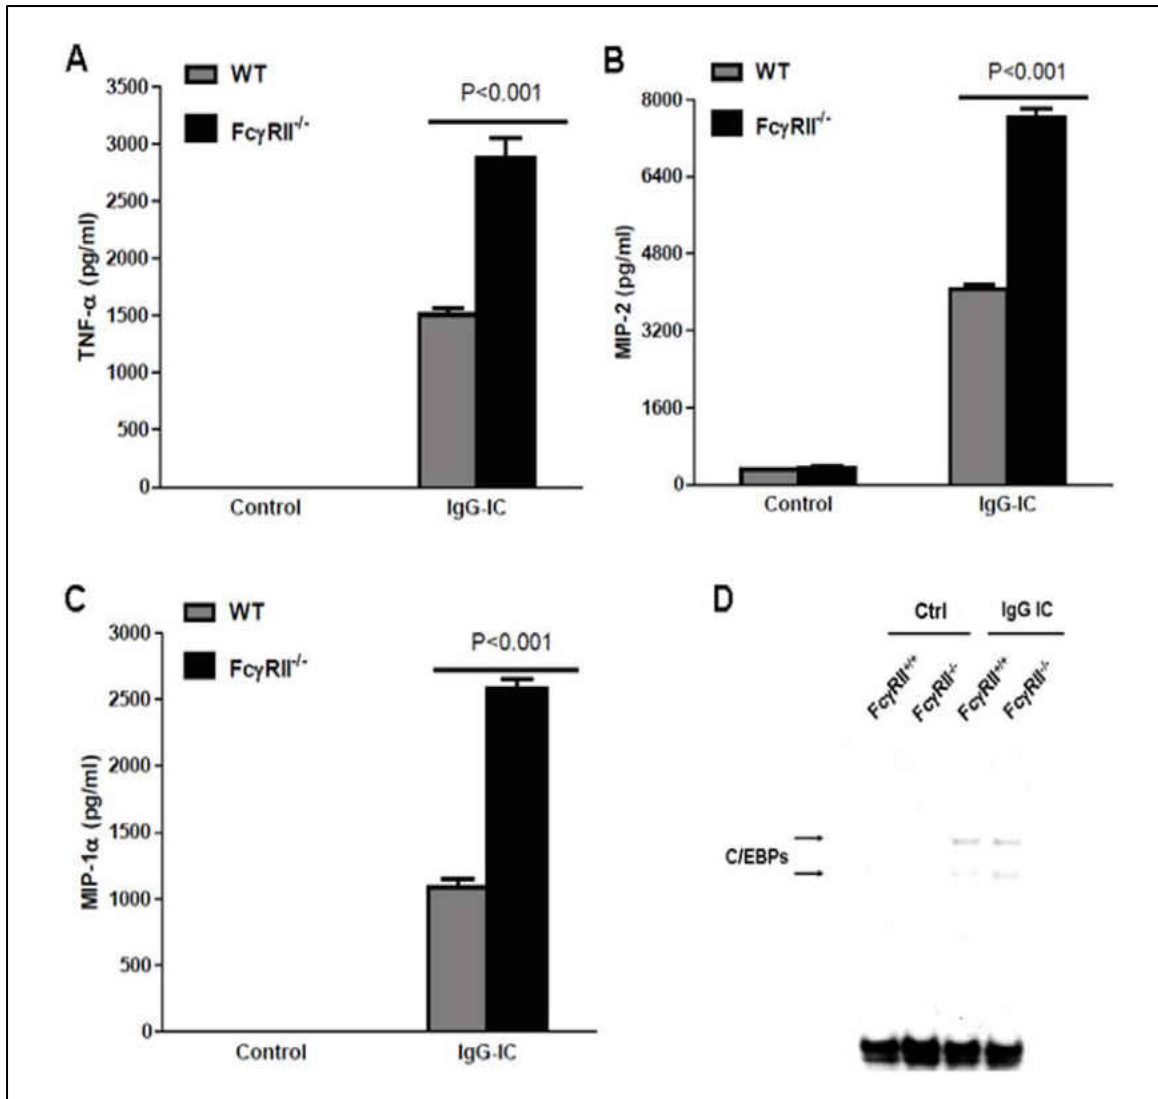 A
WT
FcγRII-/-
P<0.001
3500
3000
2500
2000
1500
1000
500
0
TNF-α (pg/ml)
Control
IgG-IC
B
WT
FcγRII-/-
P<0.001
8000
6400
4800
3200
1600
0
MIP-2 (pg/ml)
Control
IgG-IC
C
WT
FcγRII-/-
P<0.001
3000
2500
2000
1500
1000
500
0
MIP-1α (pg/ml)
Control
IgG-IC
D
Ctrl
IgG IC
FcγRII+/+
FcγRII-/-
FcγRII+/+
FcγRII-/-
C/EBPs